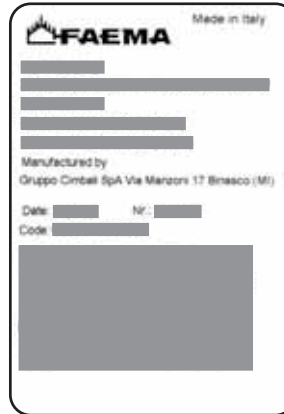 Made in Italy
FAEMA
Manufactured by
Gruppo Cimbali SpA Via Manzoni 17 Binasco (MI)
Date: Nr.:
Code: